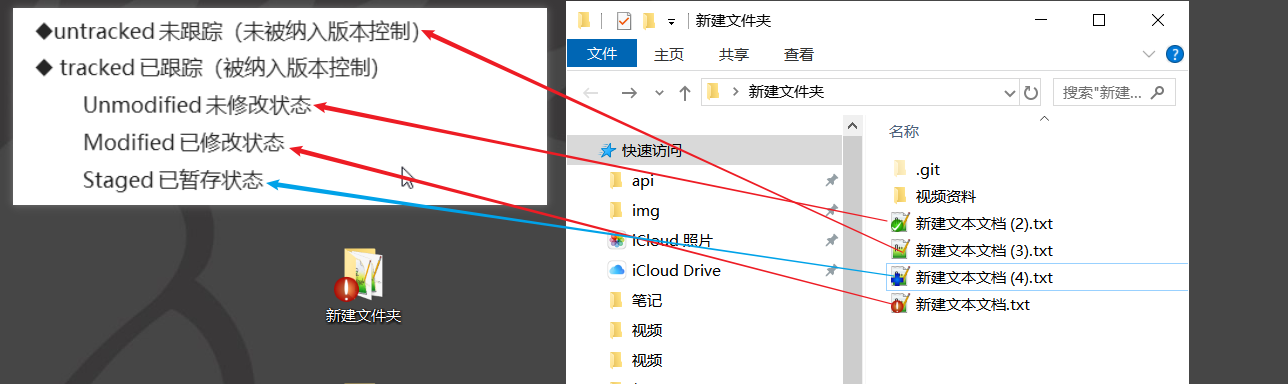 ◆untracked 未跟踪（未被纳入版本控制）
◆ tracked 已跟踪（被纳入版本控制）
Unmodified 未修改状态
Modified 已修改状态
Staged 已暂存状态
新建文件夹
新建文件夹
文件
主页
共享
查看
新建文件夹
搜索"新建...
快速访问
api
img
iCloud 照片
iCloud Drive
笔记
视频
视频
名称
.git
视频资料
新建文本文档 (2).txt
新建文本文档 (3).txt
新建文本文档 (4).txt
新建文本文档.txt